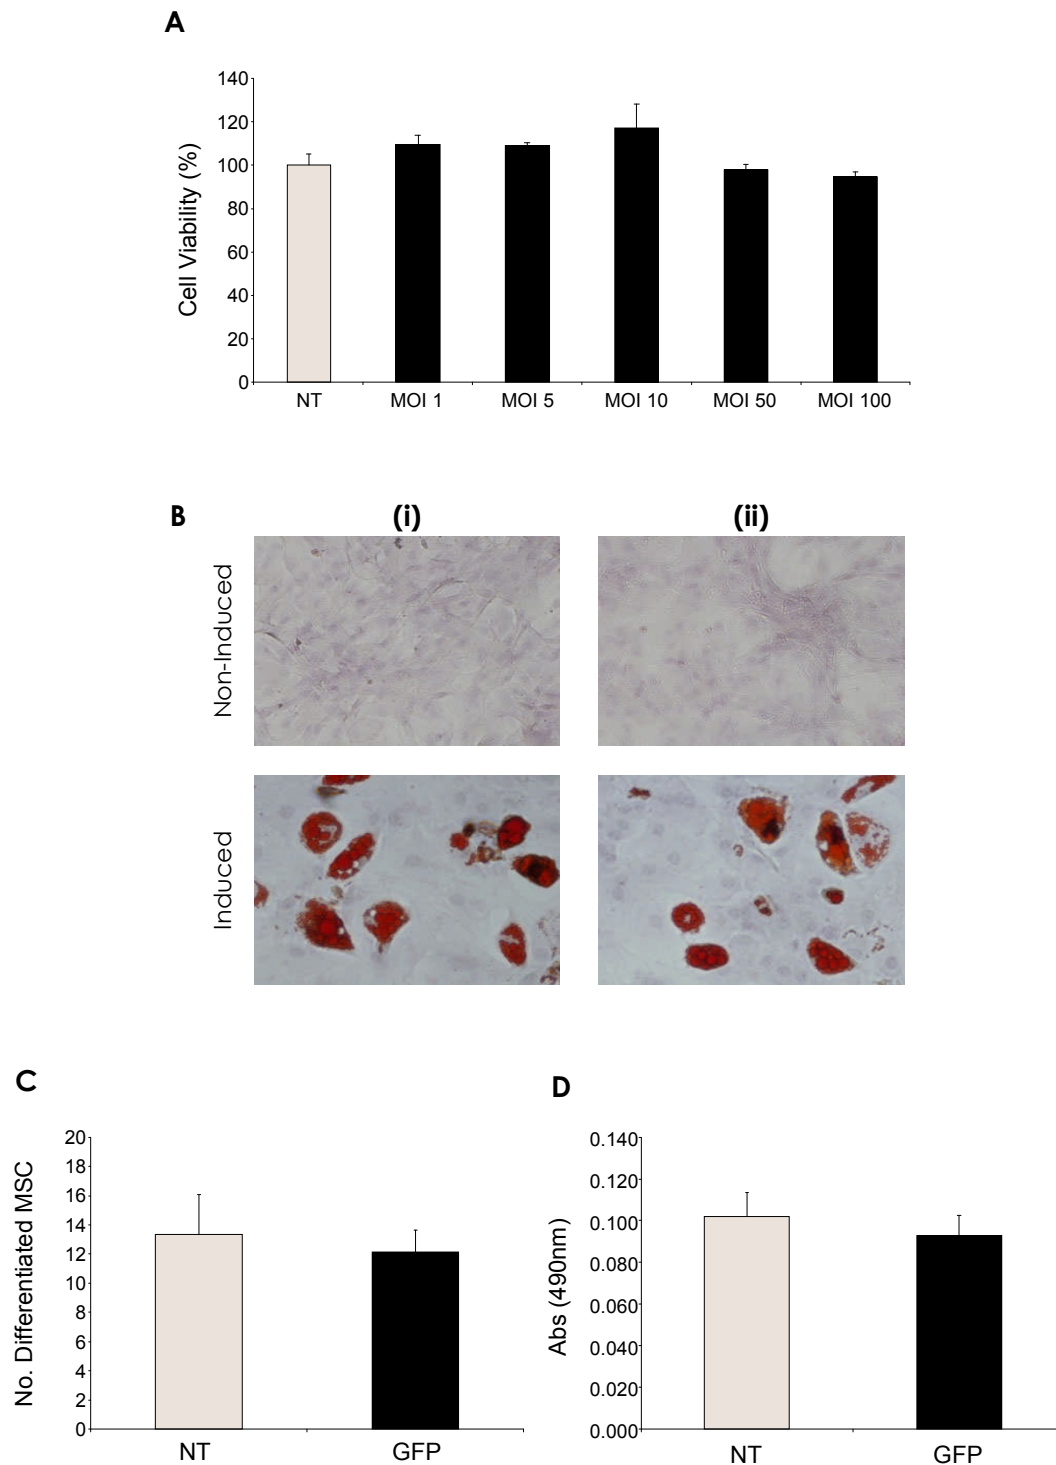 A
Cell Viability (%)
140
120
100
80
60
40
20
0
NT MOI 1 MOI 5 MOI 10 MOI 50 MOI 100
B (i) (ii)
Non-Induced
Induced
C
No. Differentiated MSC
20
18
16
14
12
10
8
6
4
2
0
NT GFP
D
Abs (490nm)
0.140
0.120
0.100
0.080
0.060
0.040
0.020
0.000
NT GFP